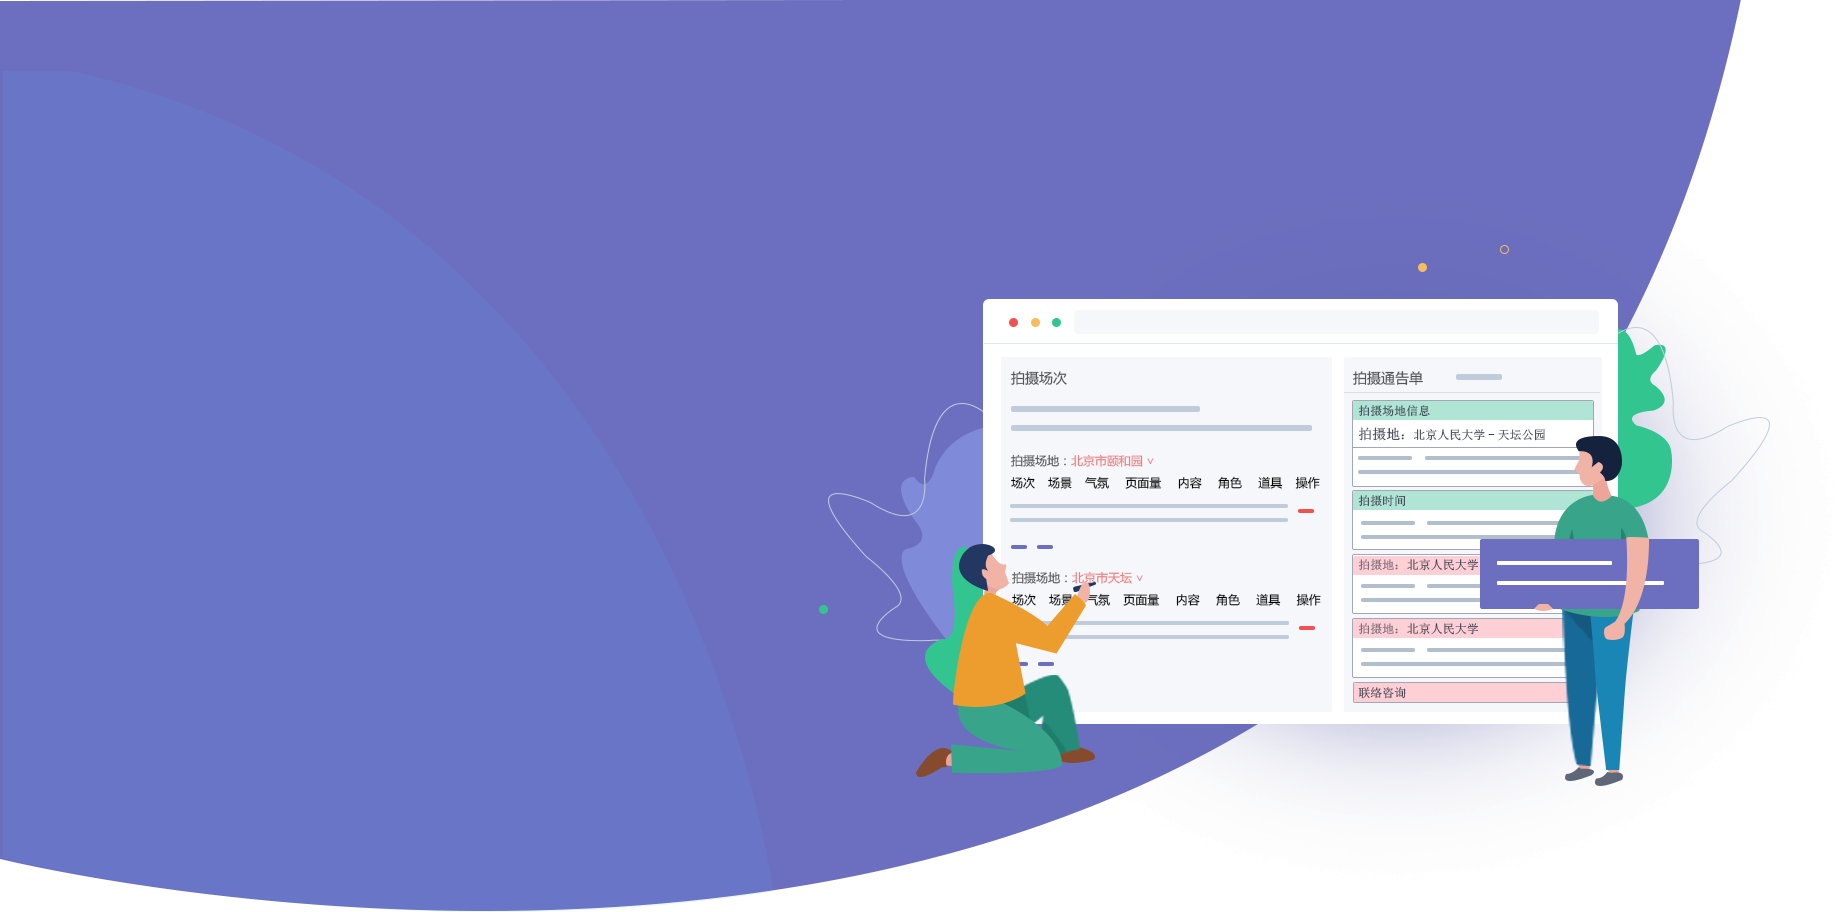 拍摄场次
拍摄场地：北京市颐和园 ∨
场次 场景 气氛 页面量 内容 角色 道具 操作
拍摄场地：北京市天坛 ∨
场次 场景 气氛 页面量 内容 角色 道具 操作
拍摄通告单
拍摄场地信息
拍摄地：北京人民大学 – 天坛公园
拍摄时间
拍摄地：北京人民大学
拍摄地：北京人民大学
联络咨询